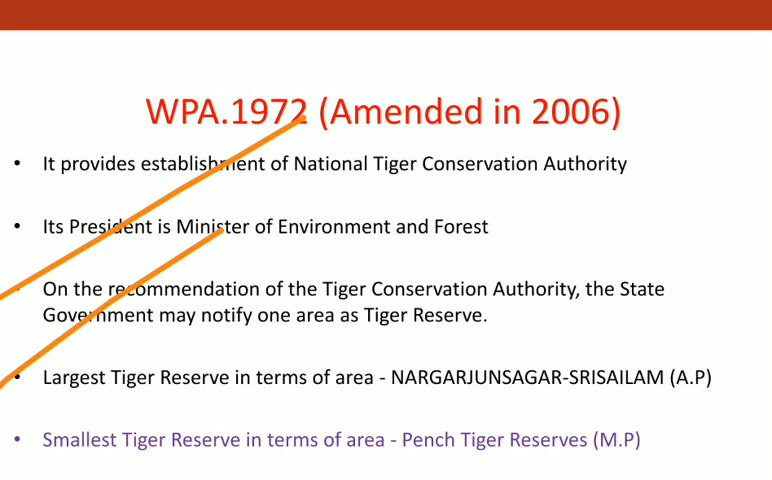 WPA.1972 (Amended in 2006)
• It provides establishment of National Tiger Conservation Authority
• Its President is Minister of Environment and Forest
• On the recommendation of the Tiger Conservation Authority, the State
Government may notify one area as Tiger Reserve.
• Largest Tiger Reserve in terms of area - NARGARJUNSAGAR-SRISAILAM (A.P)
• Smallest Tiger Reserve in terms of area - Pench Tiger Reserves (M.P)